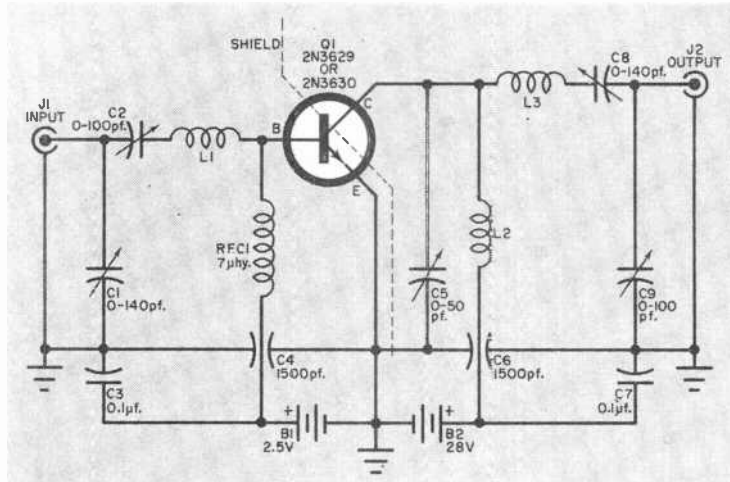 SHIELD
Q1
2N3629
OR
2N3630
C8
0-140pf.
J2
OUTPUT
J1
INPUT
C2
0-100pf.
L1
B
C
E
L3
L2
RFC1
7µhy.
C1
0-140pf.
C5
0-50
pf.
C9
0-100
pf.
C3
0.1µf.
C4
1500pf.
C6
1500pf.
C7
0.1µf.
+
B1
2.5V
+
B2
28V